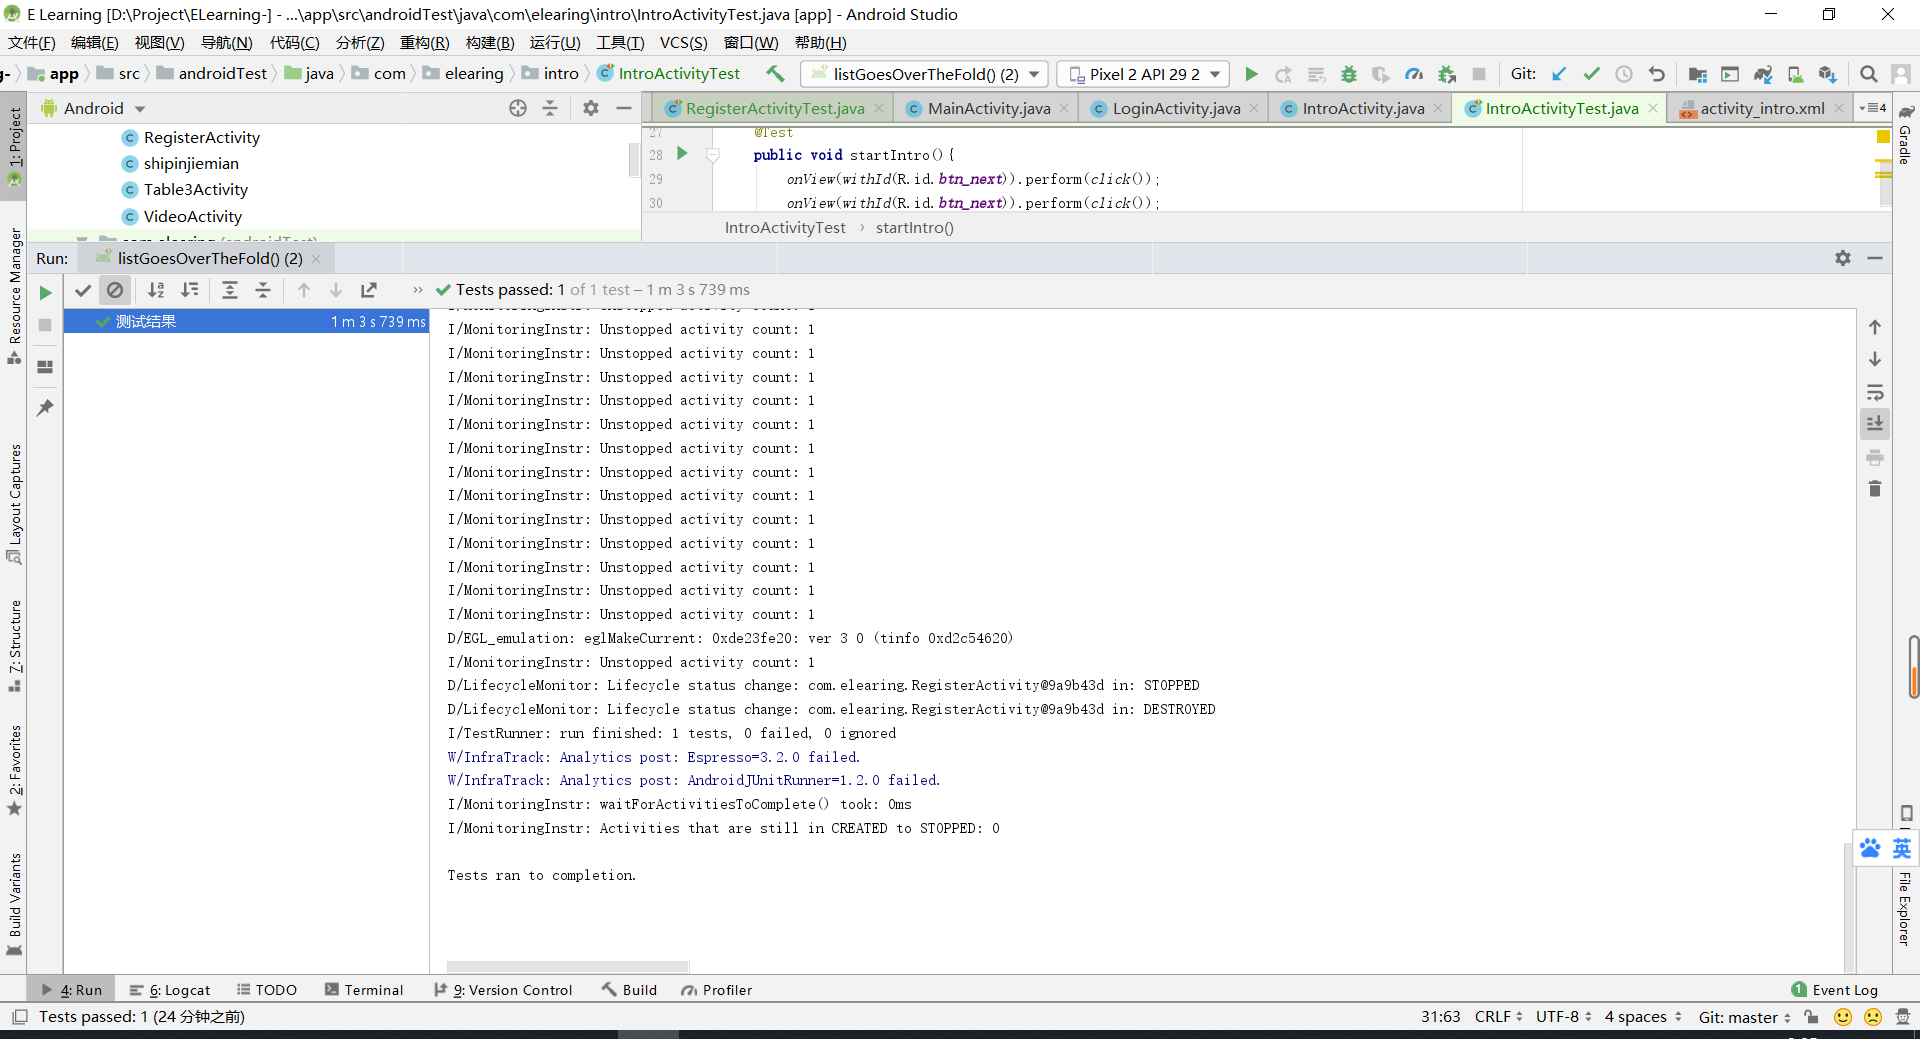 E Learning [D:\Project\ELearning-] - ...\app\src\androidTest\java\com\elearing\intro\IntroActivityTest.java [app] - Android Studio
文件(F) 编辑(E) 视图(V) 导航(N) 代码(C) 分析(Z) 重构(R) 构建(B) 运行(U) 工具(T) VCS(S) 窗口(W) 帮助(H)
g- app src androidTest java com elearing intro IntroActivityTest listGoesOverTheFold() (2) Pixel 2 API 29 2 Git:
Android RegisterActivityTest.java MainActivity.java LoginActivity.java IntroActivity.java IntroActivityTest.java activity_intro.xml 4
RegisterActivity
shipinjiemian
Table3Activity
VideoActivity
com.elearing (androidTest)
27 @Test
28 public void startIntro(){
29 onView(withId(R.id.btn_next)).perform(click());
30 onView(withId(R.id.btn_next)).perform(click());
IntroActivityTest › startIntro()
Run: listGoesOverTheFold() (2)
» Tests passed: 1 of 1 test – 1 m 3 s 739 ms
测试结果 1 m 3 s 739 ms
I/MonitoringInstr: Unstopped activity count: 1
I/MonitoringInstr: Unstopped activity count: 1
I/MonitoringInstr: Unstopped activity count: 1
I/MonitoringInstr: Unstopped activity count: 1
I/MonitoringInstr: Unstopped activity count: 1
I/MonitoringInstr: Unstopped activity count: 1
I/MonitoringInstr: Unstopped activity count: 1
I/MonitoringInstr: Unstopped activity count: 1
I/MonitoringInstr: Unstopped activity count: 1
I/MonitoringInstr: Unstopped activity count: 1
I/MonitoringInstr: Unstopped activity count: 1
I/MonitoringInstr: Unstopped activity count: 1
I/MonitoringInstr: Unstopped activity count: 1
I/MonitoringInstr: Unstopped activity count: 1
D/EGL_emulation: eglMakeCurrent: 0xde23fe20: ver 3 0 (tinfo 0xd2c54620)
I/MonitoringInstr: Unstopped activity count: 1
D/LifecycleMonitor: Lifecycle status change: com.elearing.RegisterActivity@9a9b43d in: STOPPED
D/LifecycleMonitor: Lifecycle status change: com.elearing.RegisterActivity@9a9b43d in: DESTROYED
I/TestRunner: run finished: 1 tests, 0 failed, 0 ignored
W/InfraTrack: Analytics post: Espresso=3.2.0 failed.
W/InfraTrack: Analytics post: AndroidJUnitRunner=1.2.0 failed.
I/MonitoringInstr: waitForActivitiesToComplete() took: 0ms
I/MonitoringInstr: Activities that are still in CREATED to STOPPED: 0
Tests ran to completion.
1: Project
Resource Manager
Layout Captures
7: Structure
2: Favorites
Build Variants
Gradle
英
File Explorer
4: Run 6: Logcat TODO Terminal 9: Version Control Build Profiler 1 Event Log
Tests passed: 1 (24 分钟之前) 31:63 CRLF UTF-8 4 spaces Git: master